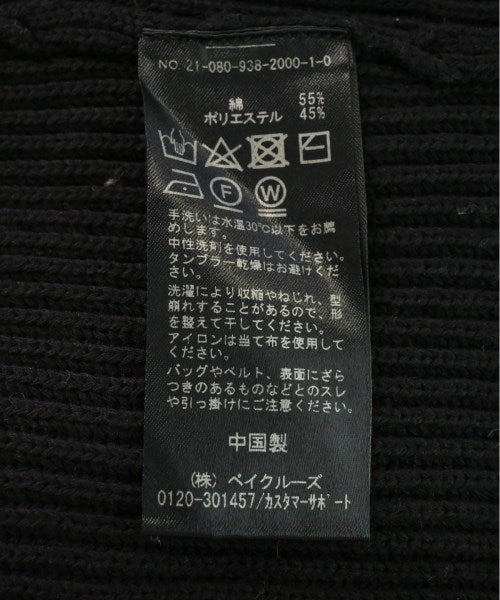 NO. 21-080-938-2000-1-0
綿 55%
ポリエステル 45%
手洗いは水温30℃以下をお薦
めします。
中性洗剤を使用してください。
タンブラー乾燥はお避けくだ
さい。
洗濯により収縮やねじれ、型
崩れすることがあるので、形
を整えて干してください。
アイロンは当て布を使用して
ください。
バッグやベルト、表面にざら
つきのあるものなどとのスレ
や引っ掛けにご注意ください。
中国製
(株) ベイクルーズ
0120-301457/カスタマーサポート